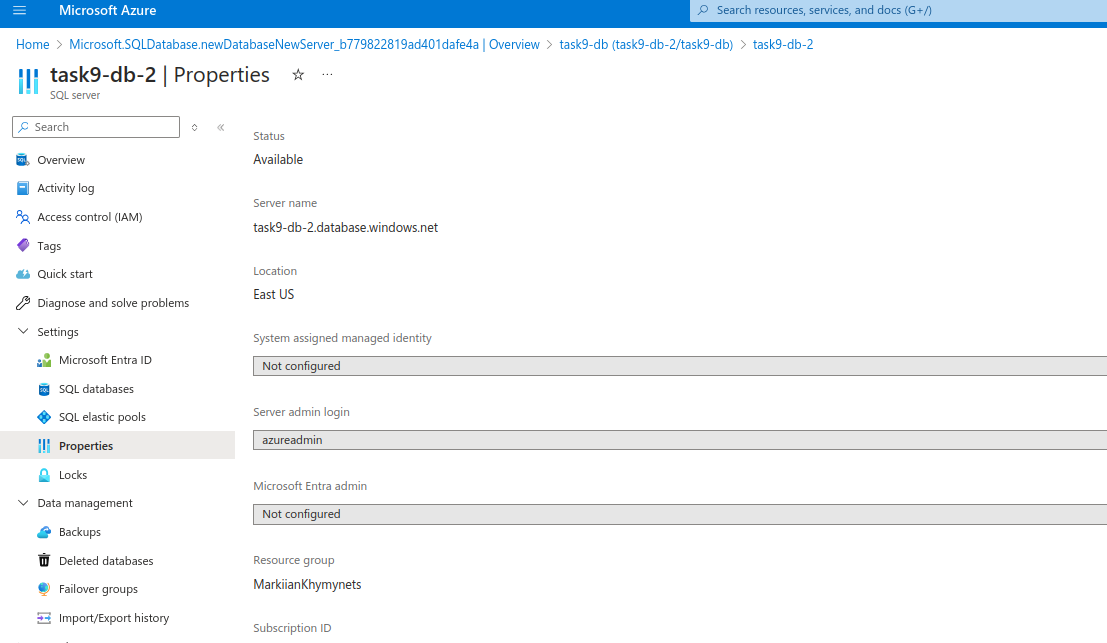 Microsoft Azure
Search resources, services, and docs (G+/)
Home > Microsoft.SQLDatabase.newDatabaseNewServer_b779822819ad401dafe4a | Overview > task9-db (task9-db-2/task9-db) > task9-db-2
task9-db-2 | Properties
SQL server
Search
Overview
Activity log
Access control (IAM)
Tags
Quick start
Diagnose and solve problems
Settings
Microsoft Entra ID
SQL databases
SQL elastic pools
Properties
Locks
Data management
Backups
Deleted databases
Failover groups
Import/Export history
Status
Available
Server name
task9-db-2.database.windows.net
Location
East US
System assigned managed identity
Not configured
Server admin login
azureadmin
Microsoft Entra admin
Not configured
Resource group
MarkiianKhymynets
Subscription ID